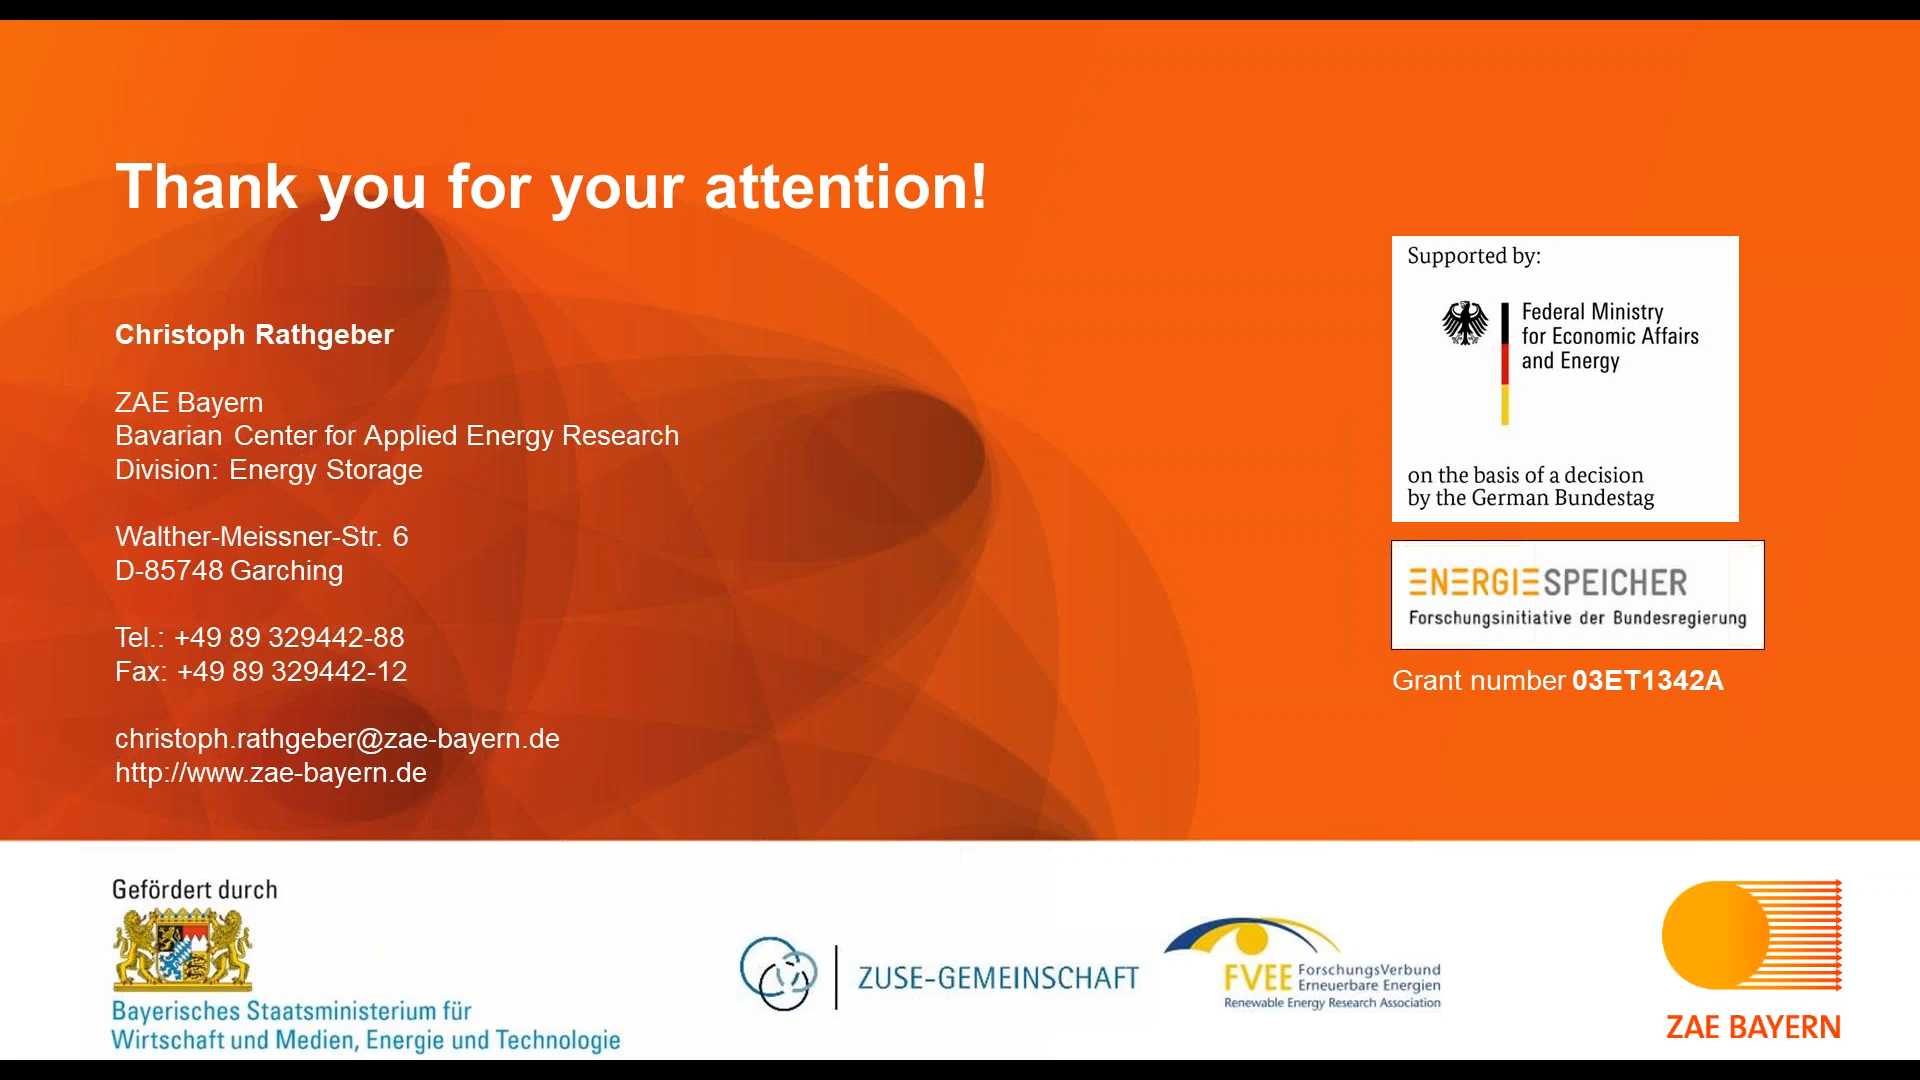 Thank you for your attention!
Christoph Rathgeber
ZAE Bayern
Bavarian Center for Applied Energy Research
Division: Energy Storage
Walther-Meissner-Str. 6
D-85748 Garching
Tel.: +49 89 329442-88
Fax: +49 89 329442-12
christoph.rathgeber@zae-bayern.de
http://www.zae-bayern.de
Supported by:
Federal Ministry
for Economic Affairs
and Energy
on the basis of a decision
by the German Bundestag
ENERGIESPEICHER
Forschungsinitiative der Bundesregierung
Grant number 03ET1342A
Gefördert durch
Bayerisches Staatsministerium für
Wirtschaft und Medien, Energie und Technologie
ZUSE-GEMEINSCHAFT
FVEE ForschungsVerbund
Erneuerbare Energien
Renewable Energy Research Association
ZAE BAYERN